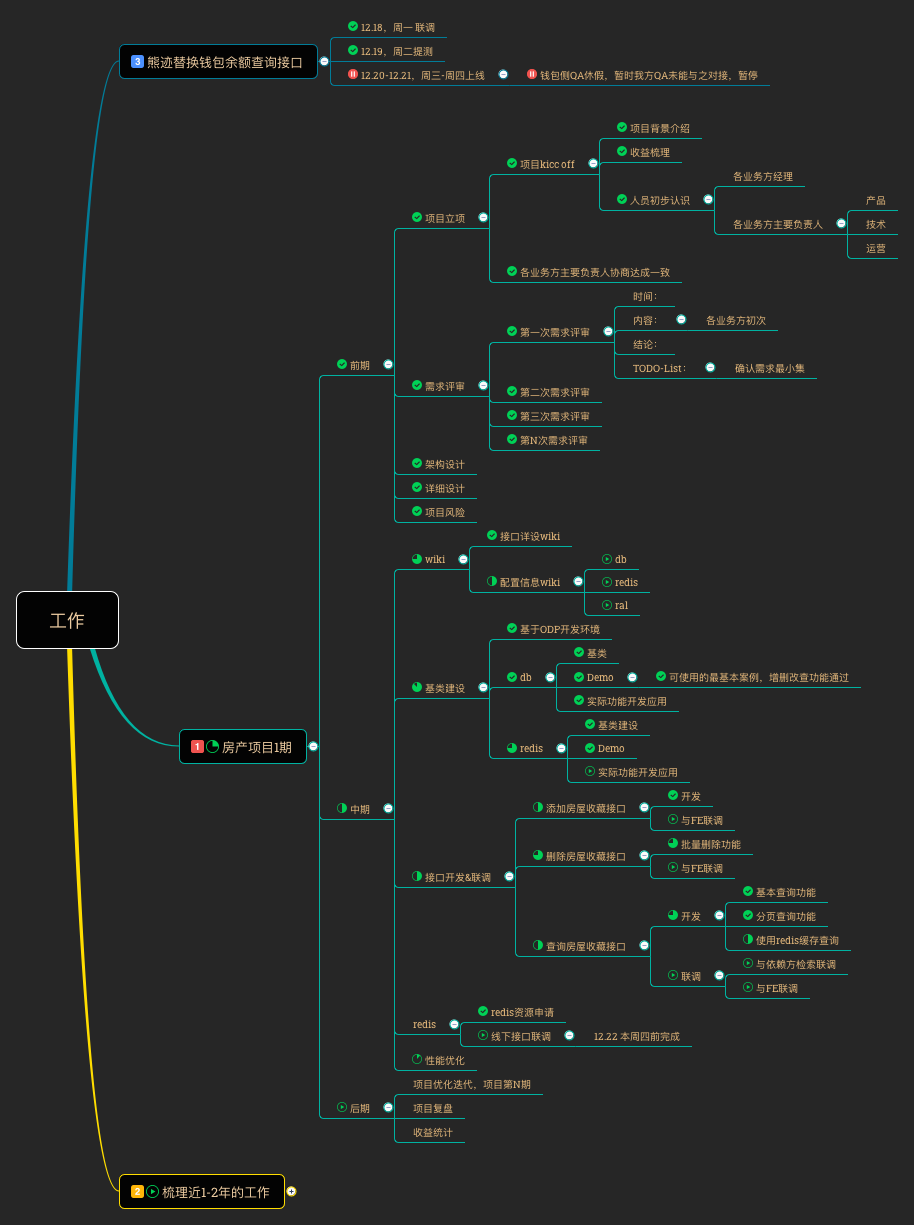 3 熊迹替换钱包余额查询接口
12.18，周一 联调
12.19，周二提测
12.20-12.21，周三-周四上线
钱包侧QA休假，暂时我方QA未能与之对接，暂停
工作
1 房产项目1期
前期
项目立项
项目kicc off
项目背景介绍
收益梳理
人员初步认识
各业务方经理
各业务方主要负责人
产品
技术
运营
各业务方主要负责人协商达成一致
需求评审
第一次需求评审
时间：
内容：
各业务方初次
结论：
TODO-List：
确认需求最小集
第二次需求评审
第三次需求评审
第N次需求评审
架构设计
详细设计
项目风险
中期
wiki
接口详设wiki
配置信息wiki
db
redis
ral
基类建设
基于ODP开发环境
db
基类
Demo
可使用的最基本案例，增删改查功能通过
实际功能开发应用
redis
基类建设
Demo
实际功能开发应用
接口开发&联调
添加房屋收藏接口
开发
与FE联调
删除房屋收藏接口
批量删除功能
与FE联调
查询房屋收藏接口
开发
基本查询功能
分页查询功能
使用redis缓存查询
联调
与依赖方检索联调
与FE联调
redis
redis资源申请
线下接口联调
12.22 本周四前完成
性能优化
后期
项目优化迭代，项目第N期
项目复盘
收益统计
2 梳理近1-2年的工作